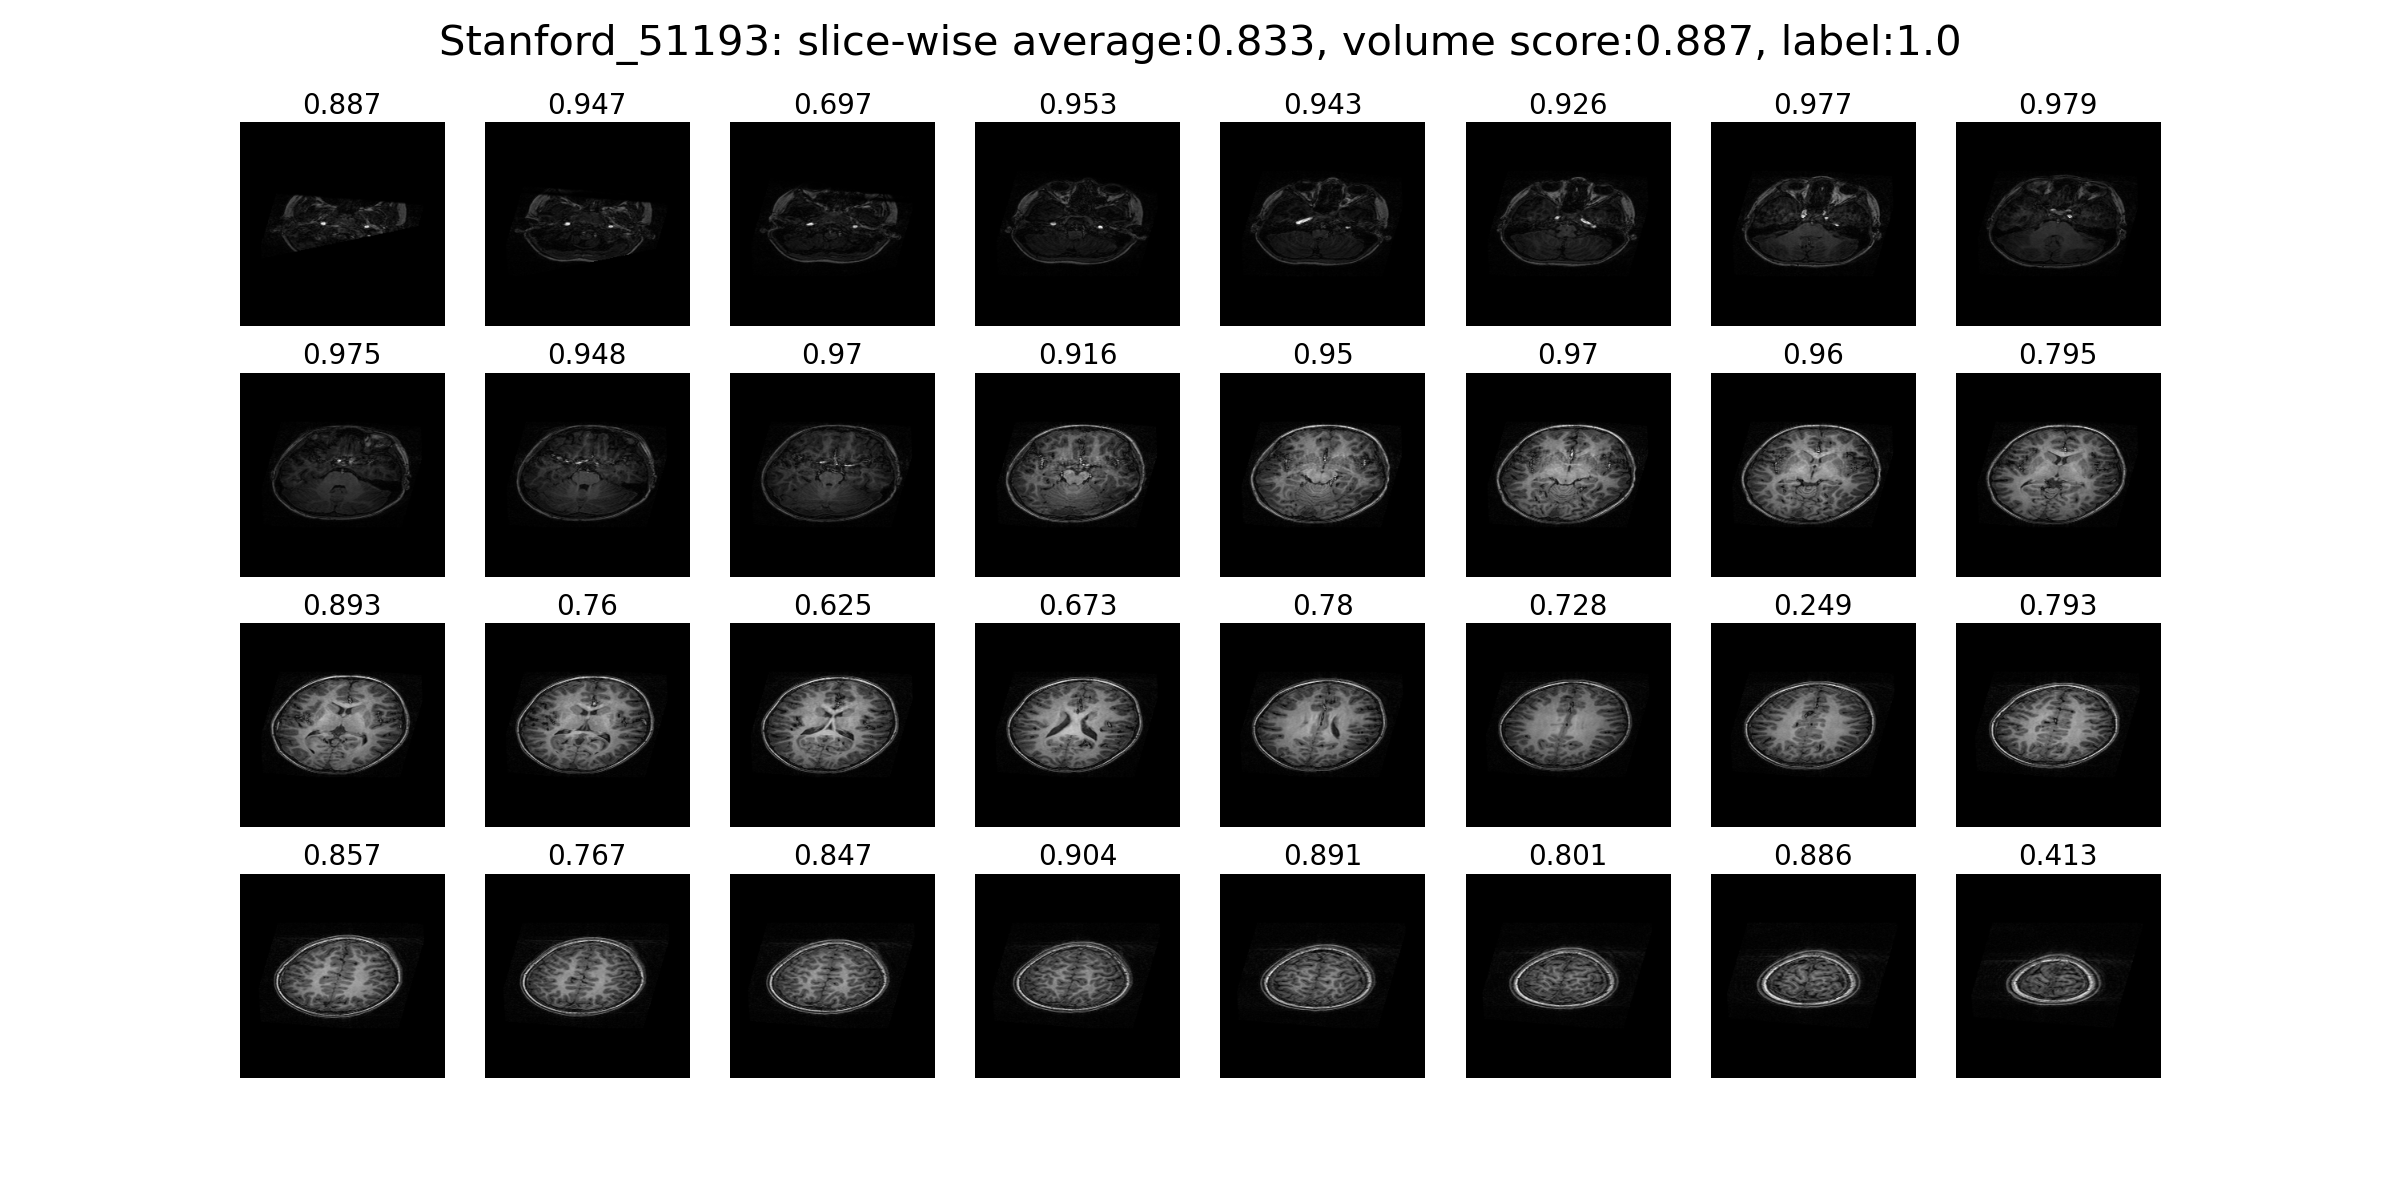 Stanford_51193: slice-wise average:0.833, volume score:0.887, label:1.0
0.887 0.947 0.697 0.953 0.943 0.926 0.977 0.979
0.975 0.948 0.97 0.916 0.95 0.97 0.96 0.795
0.893 0.76 0.625 0.673 0.78 0.728 0.249 0.793
0.857 0.767 0.847 0.904 0.891 0.801 0.886 0.413